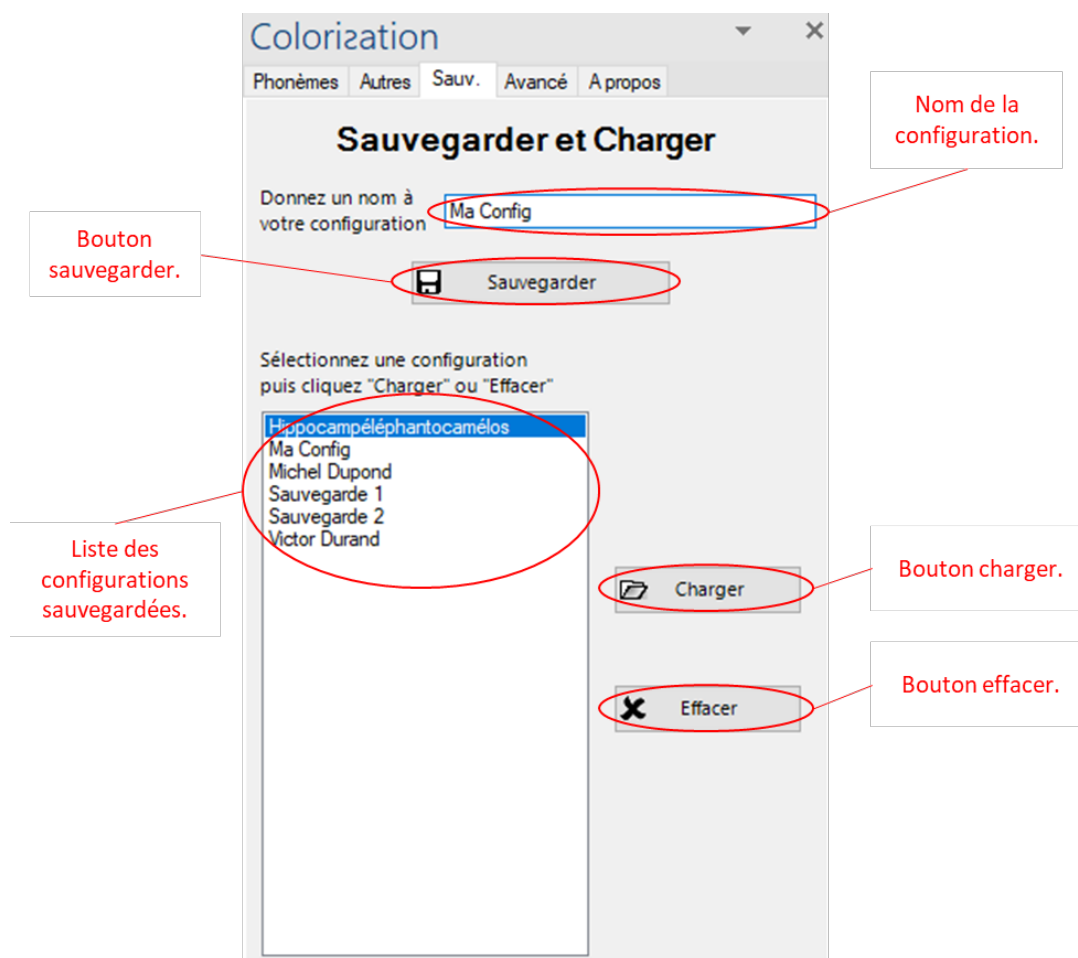 Colorization
Phonèmes Autres Sauv. Avancé A propos
Nom de la
configuration.
Sauvegarder et Charger
Donnez un nom à
votre configuration
Ma Config
Bouton
sauvegarder.
Sauvegarder
Sélectionnez une configuration
puis cliquez "Charger" ou "Effacer"
Hippocampéléphantocamélos
Ma Config
Michel Dupond
Sauvegarde 1
Sauvegarde 2
Victor Durand
Liste des
configurations
sauvegardées.
Charger
Bouton charger.
Effacer
Bouton effacer.